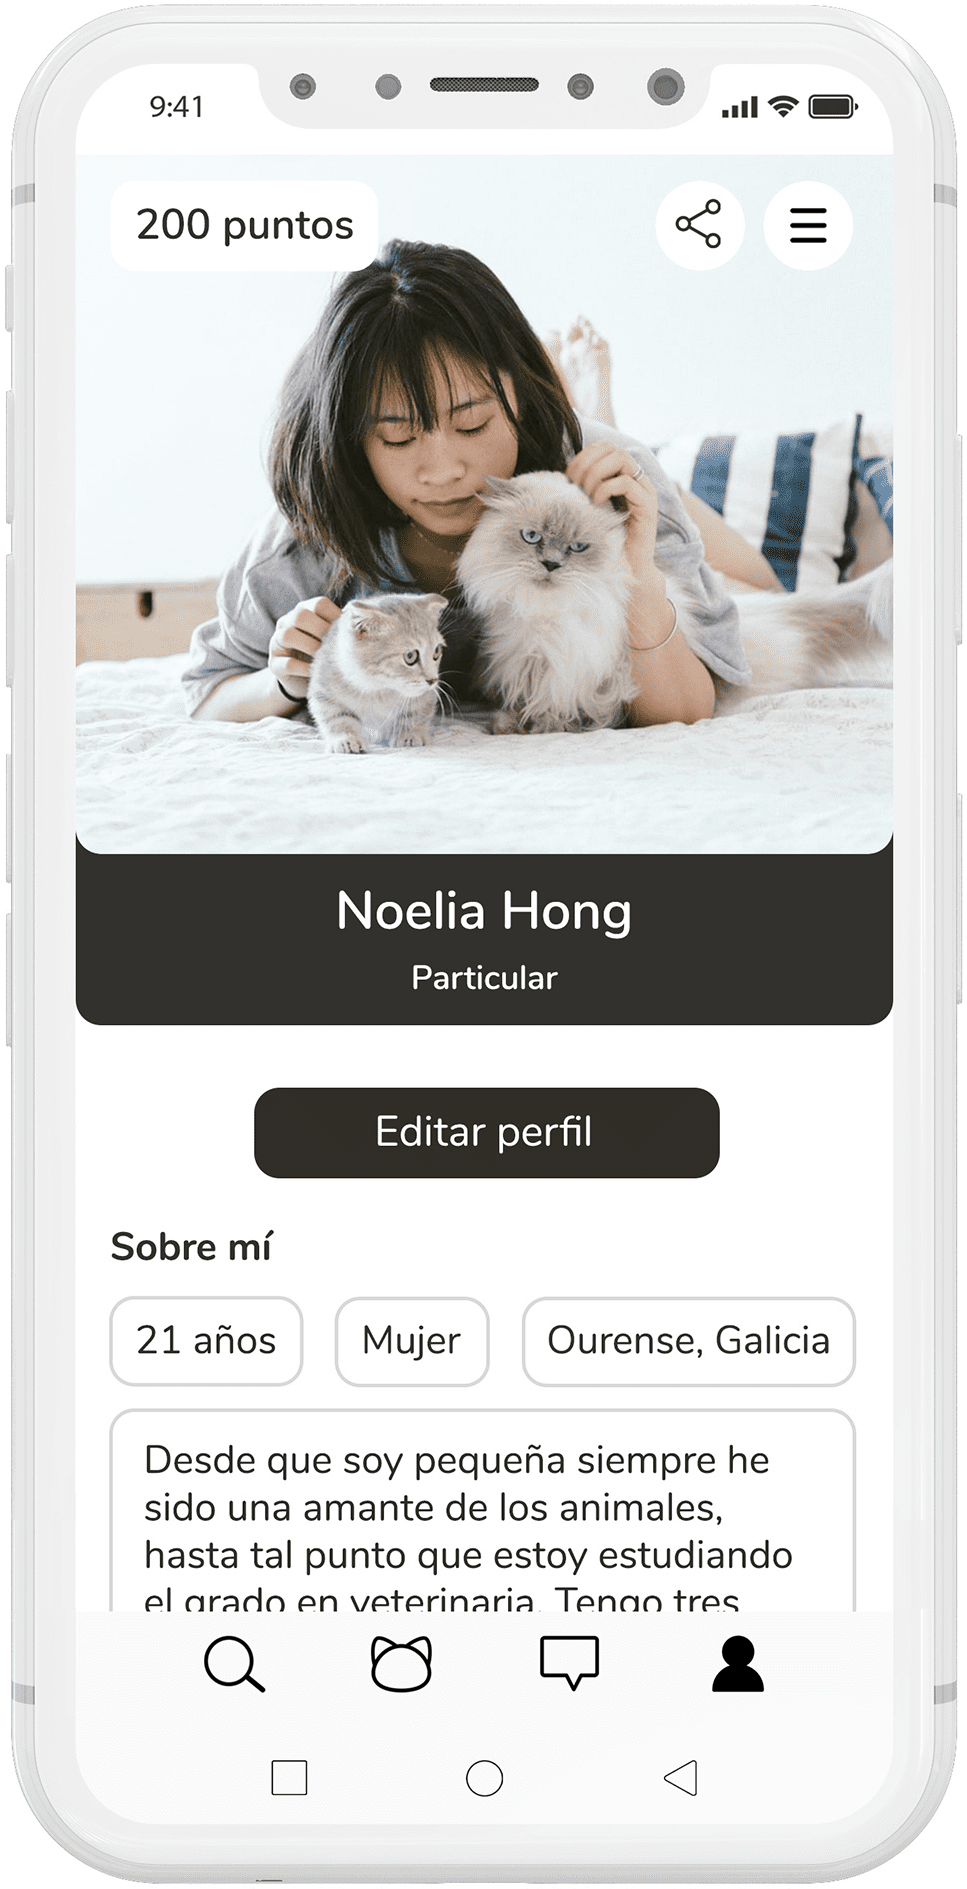 9:41
200 puntos
Noelia Hong
Particular
Editar perfil
Sobre mí
21 años
Mujer
Ourense, Galicia
Desde que soy pequeña siempre he
sido una amante de los animales,
hasta tal punto que estoy estudiando
el grado en veterinaria. Tengo tres